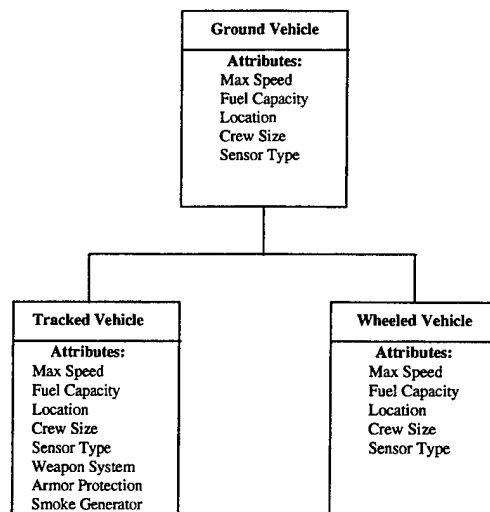 Ground Vehicle
Attributes:
Max Speed
Fuel Capacity
Location
Crew Size
Sensor Type
Tracked Vehicle
Attributes:
Max Speed
Fuel Capacity
Location
Crew Size
Sensor Type
Weapon System
Armor Protection
Smoke Generator
Wheeled Vehicle
Attributes:
Max Speed
Fuel Capacity
Location
Crew Size
Sensor Type